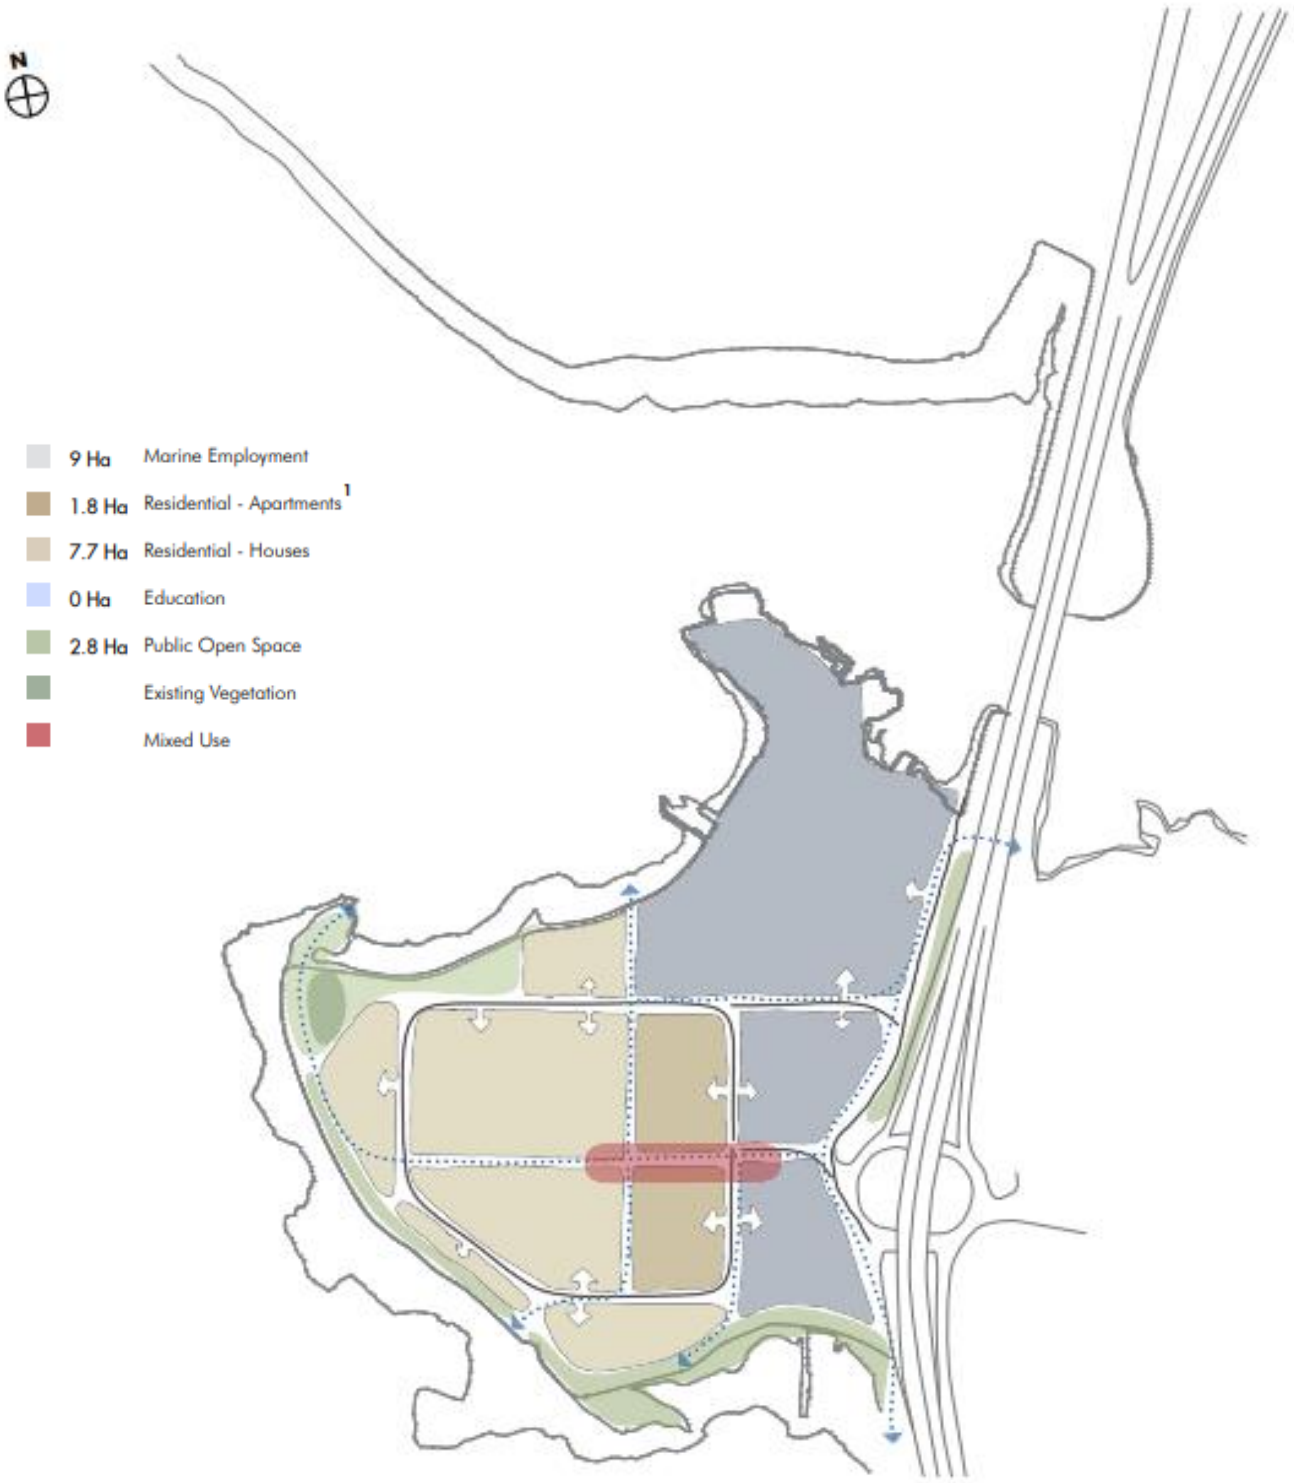 N
9 Ha Marine Employment
1.8 Ha Residential - Apartments1
7.7 Ha Residential - Houses
0 Ha Education
2.8 Ha Public Open Space
Existing Vegetation
Mixed Use